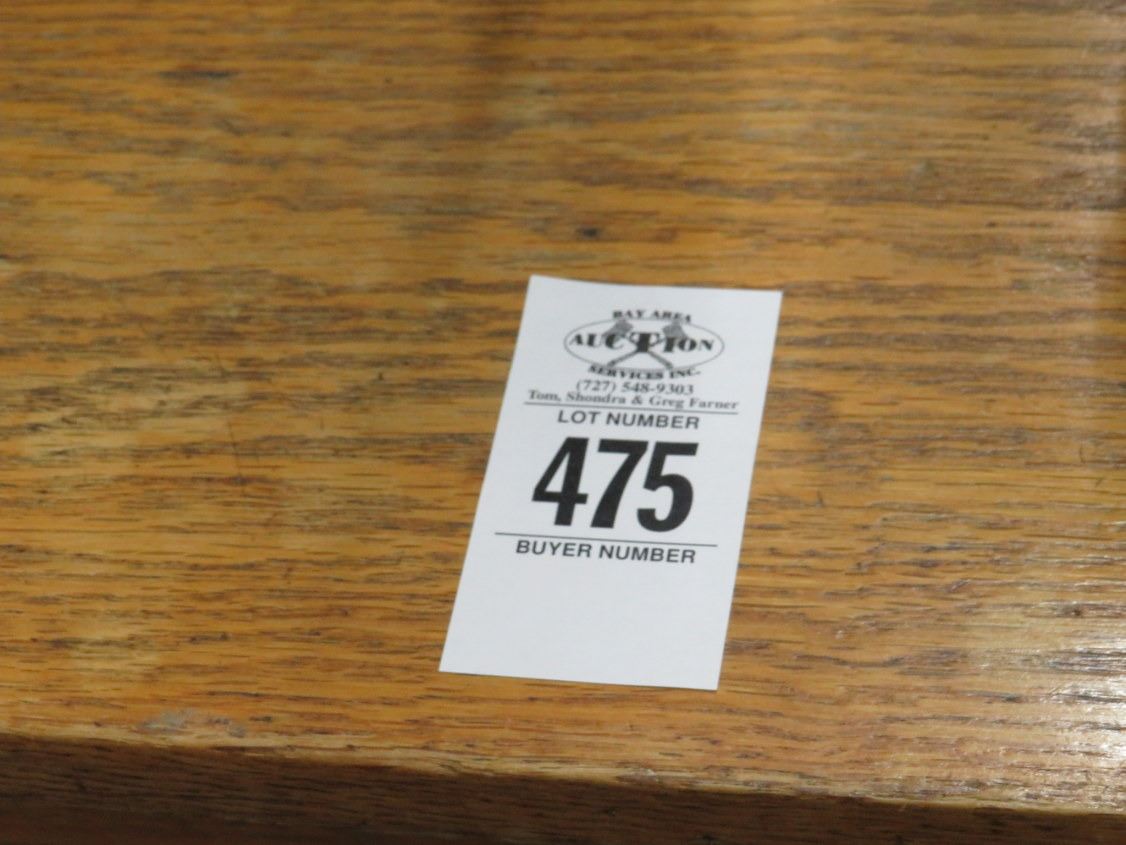 BAY AREA
AUCTION
SERVICES INC.
(727) 548-9303
Tom, Shondra & Greg Farner
LOT NUMBER
475
BUYER NUMBER